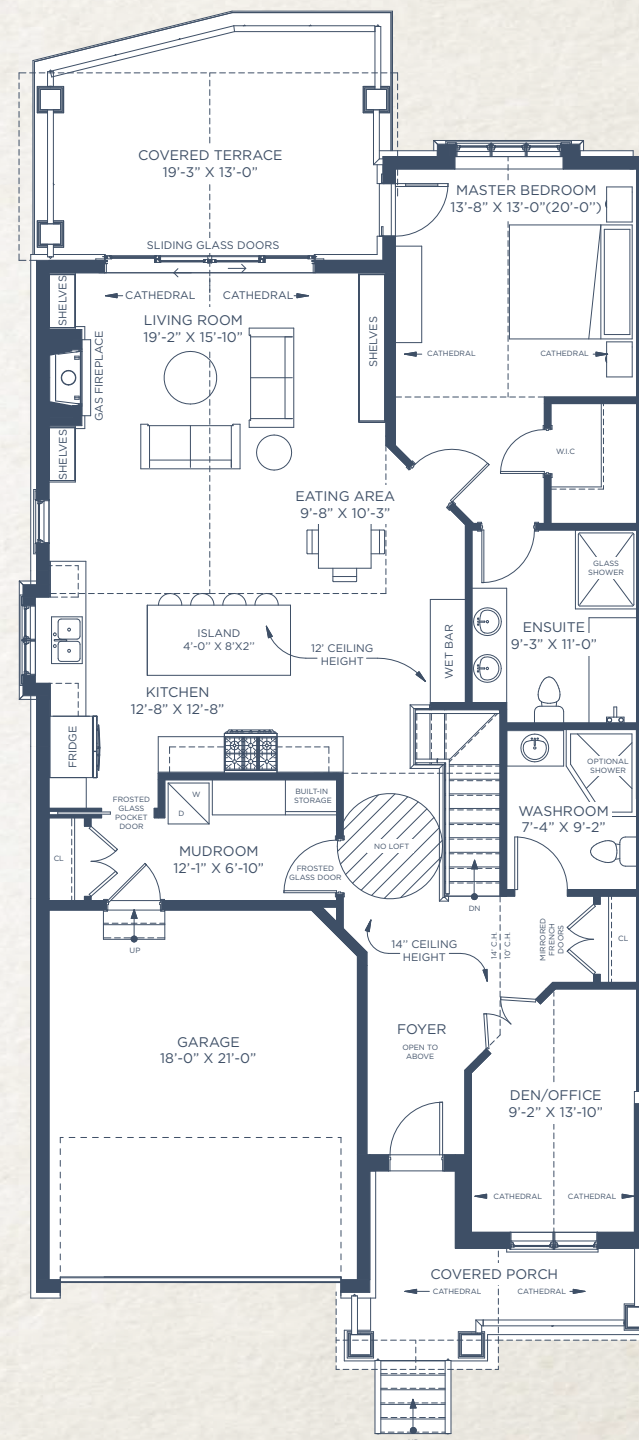 COVERED TERRACE
19'-3" X 13'-0"
SLIDING GLASS DOORS
MASTER BEDROOM
13'-8" X 13'-0"(20'-0")
CATHEDRAL
CATHEDRAL
SHELVES
CATHEDRAL
CATHEDRAL
LIVING ROOM
19'-2" X 15'-10"
SHELVES
GAS FIREPLACE
SHELVES
W.I.C
EATING AREA
9'-8" X 10'-3"
GLASS
SHOWER
ISLAND
4'-0" X 8'X2"
12' CEILING
HEIGHT
WET BAR
ENSUITE
9'-3" X 11'-0"
KITCHEN
12'-8" X 12'-8"
FRIDGE
OPTIONAL
SHOWER
W
D
BUILT-IN
STORAGE
FROSTED
GLASS
POCKET
DOOR
WASHROOM
7'-4" X 9'-2"
CL
MUDROOM
12'-1" X 6'-10"
NO LOFT
FROSTED
GLASS DOOR
DN
UP
14'' CEILING
HEIGHT
14' C.H.
10' C.H.
MIRRORED
FRENCH
DOORS
CL
FOYER
OPEN TO
ABOVE
GARAGE
18'-0" X 21'-0"
DEN/OFFICE
9'-2" X 13'-10"
CATHEDRAL
CATHEDRAL
COVERED PORCH
CATHEDRAL
CATHEDRAL